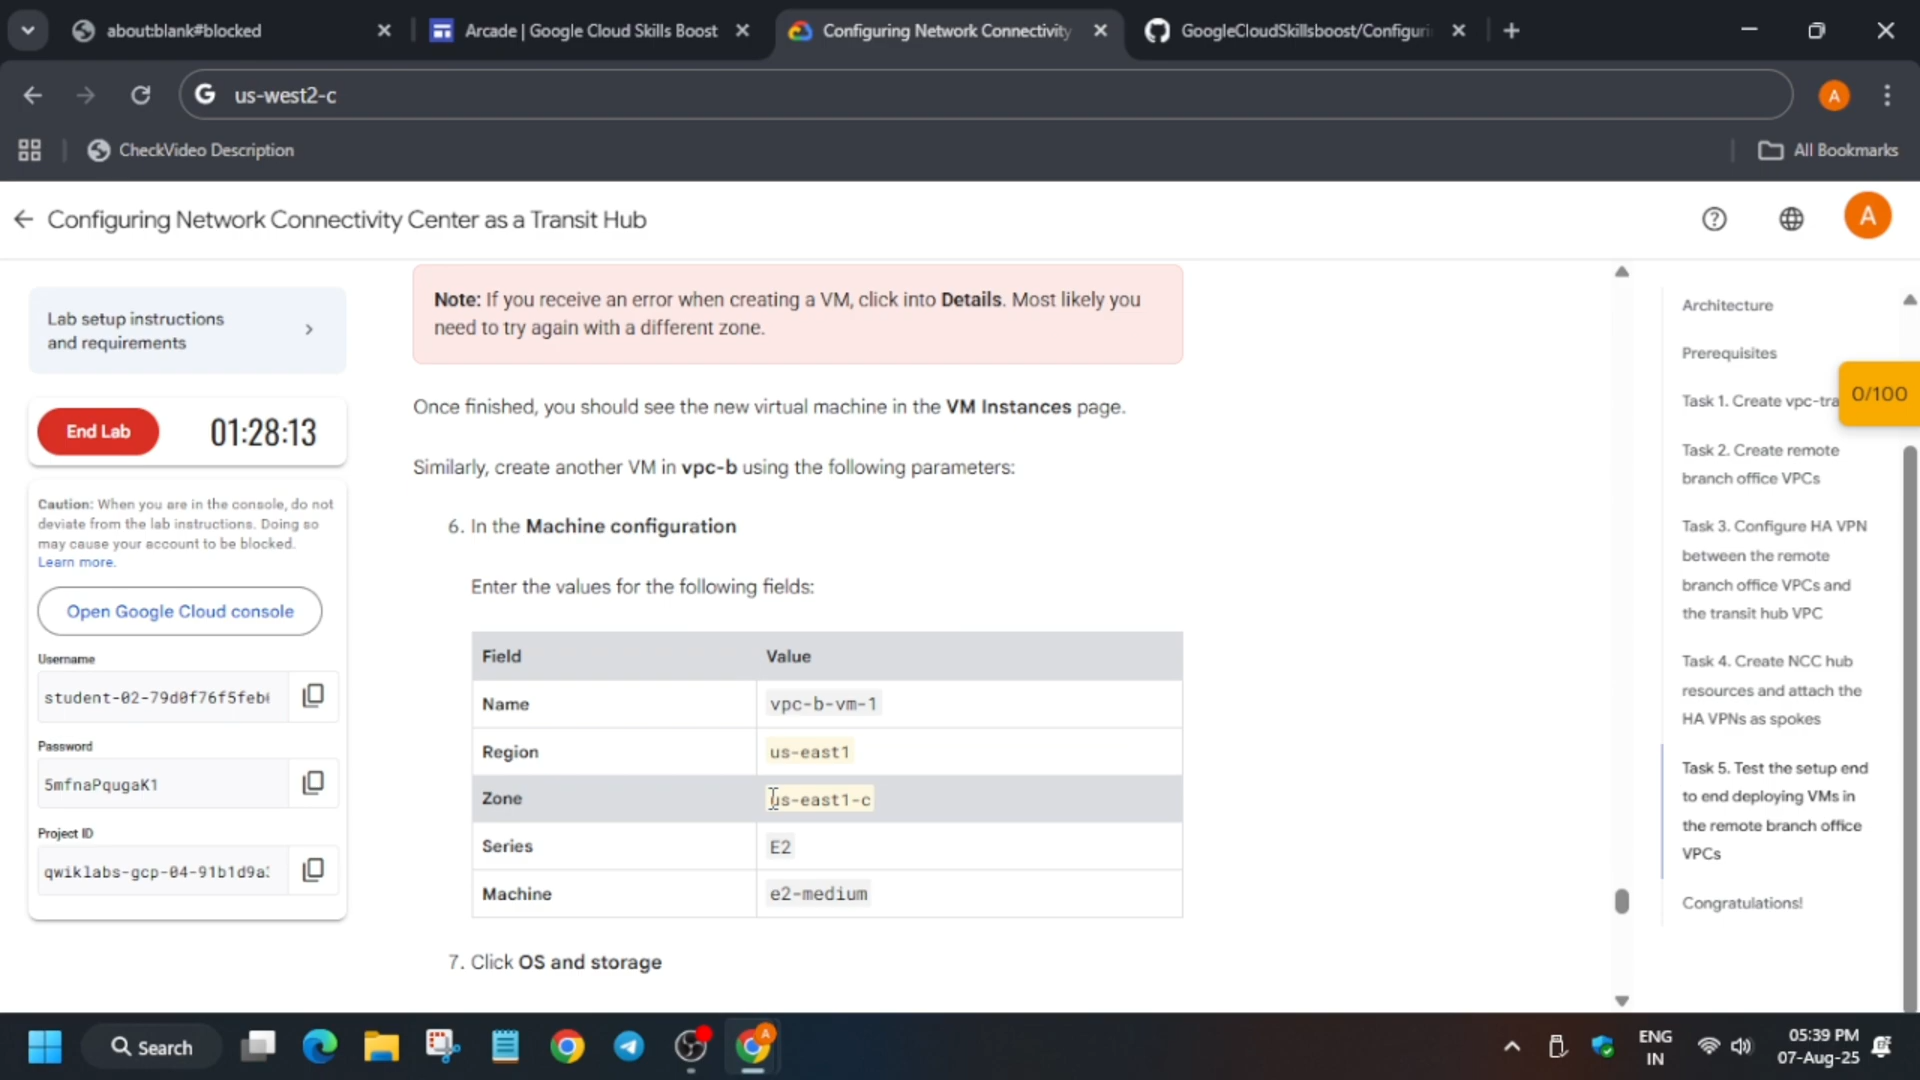 about:blank#blocked
Arcade | Google Cloud Skills Boost
Configuring Network Connectivity
GoogleCloudSkillsboost/Configuri
us-west2-c
A
CheckVideo Description
All Bookmarks
Configuring Network Connectivity Center as a Transit Hub
A
Lab setup instructions
and requirements
End Lab
01:28:13
Caution: When you are in the console, do not
deviate from the lab instructions. Doing so
may cause your account to be blocked.
Learn more.
Open Google Cloud console
Username
student-02-79d0f76f5feb
Password
5mfnaPqugaK1
Project ID
qwiklabs-gcp-04-91b1d9a
Note: If you receive an error when creating a VM, click into Details. Most likely you
need to try again with a different zone.
Once finished, you should see the new virtual machine in the VM Instances page.
Similarly, create another VM in vpc-b using the following parameters:
6. In the Machine configuration
Enter the values for the following fields:
Field Value
Name vpc-b-vm-1
Region us-east1
Zone us-east1-c
Series E2
Machine e2-medium
7. Click OS and storage
Architecture
Prerequisites
Task 1. Create vpc-tra
0/100
Task 2. Create remote
branch office VPCs
Task 3. Configure HA VPN
between the remote
branch office VPCs and
the transit hub VPC
Task 4. Create NCC hub
resources and attach the
HA VPNs as spokes
Task 5. Test the setup end
to end deploying VMs in
the remote branch office
VPCs
Congratulations!
Search
A
ENG
IN
05:39 PM
07-Aug-25